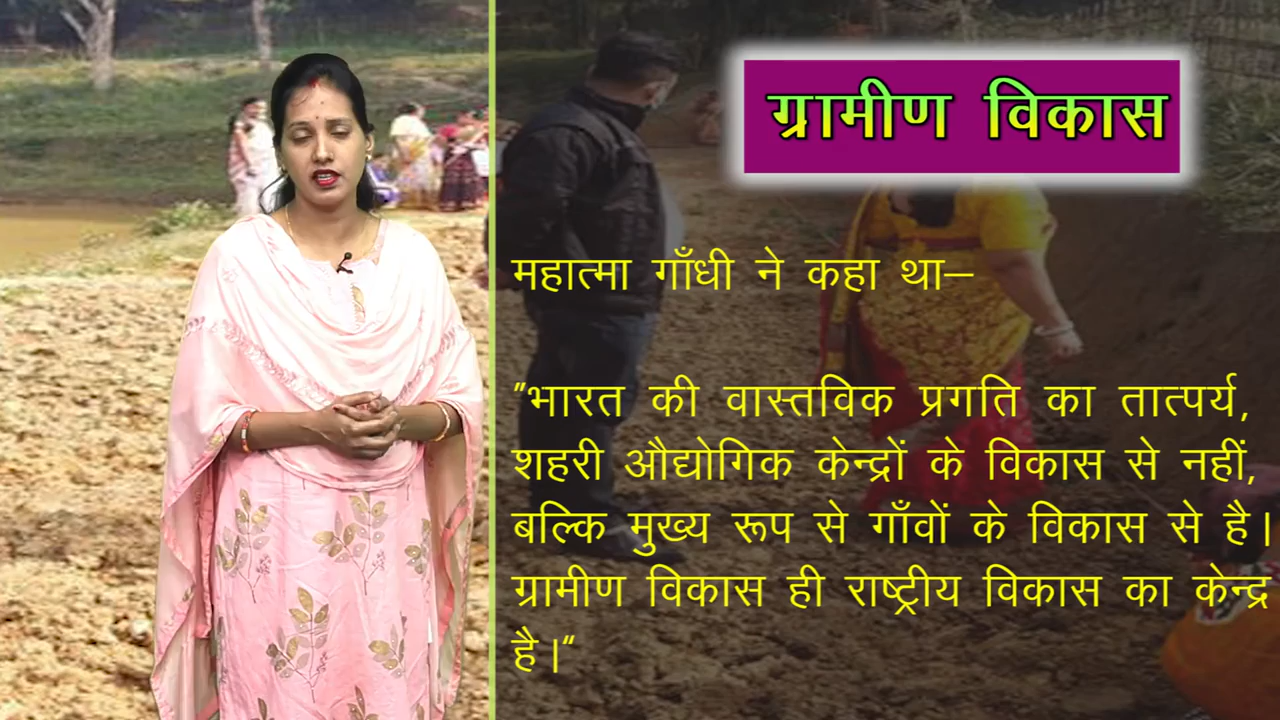 ग्रामीण विकास
महात्मा गाँधी ने कहा था–
"भारत की वास्तविक प्रगति का तात्पर्य,
शहरी औद्योगिक केन्द्रों के विकास से नहीं,
बल्कि मुख्य रूप से गाँवों के विकास से है।
ग्रामीण विकास ही राष्ट्रीय विकास का केन्द्र
है।“